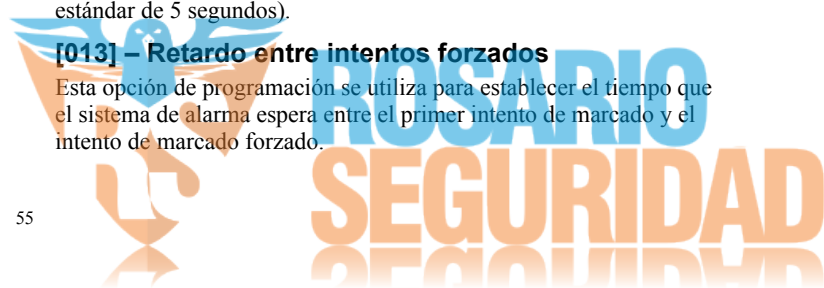 estándar de 5 segundos).
[013] – Retardo entre intentos forzados
Esta opción de programación se utiliza para establecer el tiempo que
el sistema de alarma espera entre el primer intento de marcado y el
intento de marcado forzado.
55
RS
ROSARIO
SEGURIDAD